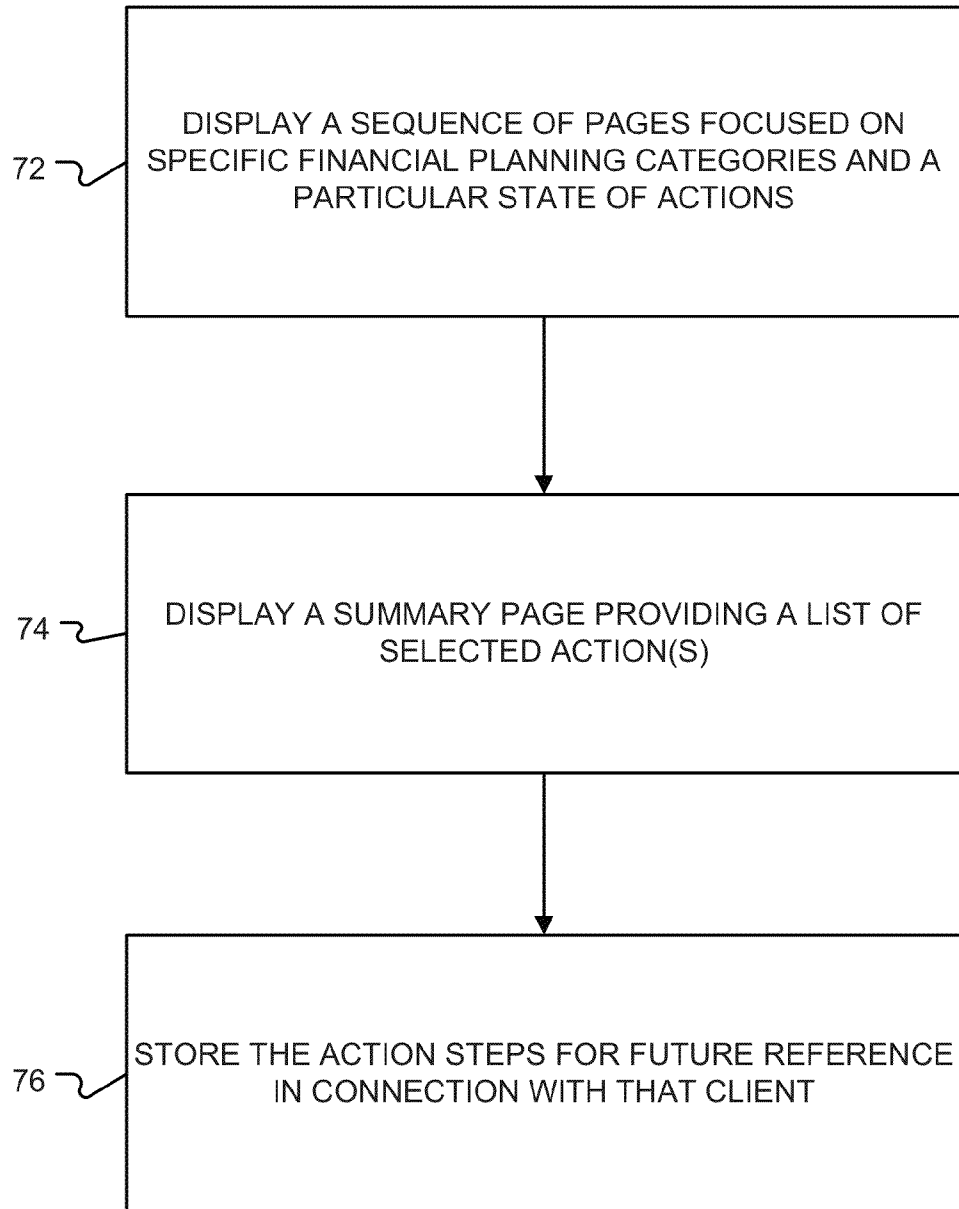 72
DISPLAY A SEQUENCE OF PAGES FOCUSED ON
SPECIFIC FINANCIAL PLANNING CATEGORIES AND A
PARTICULAR STATE OF ACTIONS
74
DISPLAY A SUMMARY PAGE PROVIDING A LIST OF
SELECTED ACTION(S)
76
STORE THE ACTION STEPS FOR FUTURE REFERENCE
IN CONNECTION WITH THAT CLIENT